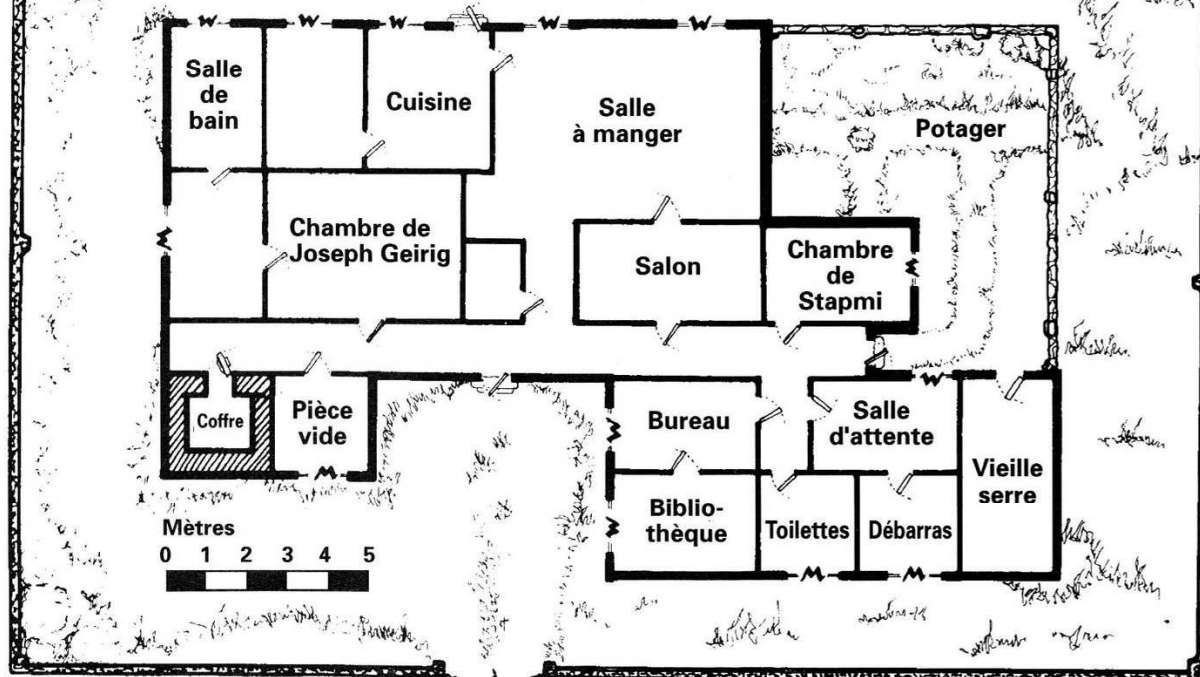 Salle
de
bain
Cuisine
Salle
à manger
Potager
Chambre de
Joseph Geirig
Salon
Chambre
de
Stapmi
Coffre
Pièce
vide
Bureau
Salle
d'attente
Vieille
serre
Biblio-
thèque
Toilettes
Débarras
Mètres
0 1 2 3 4 5